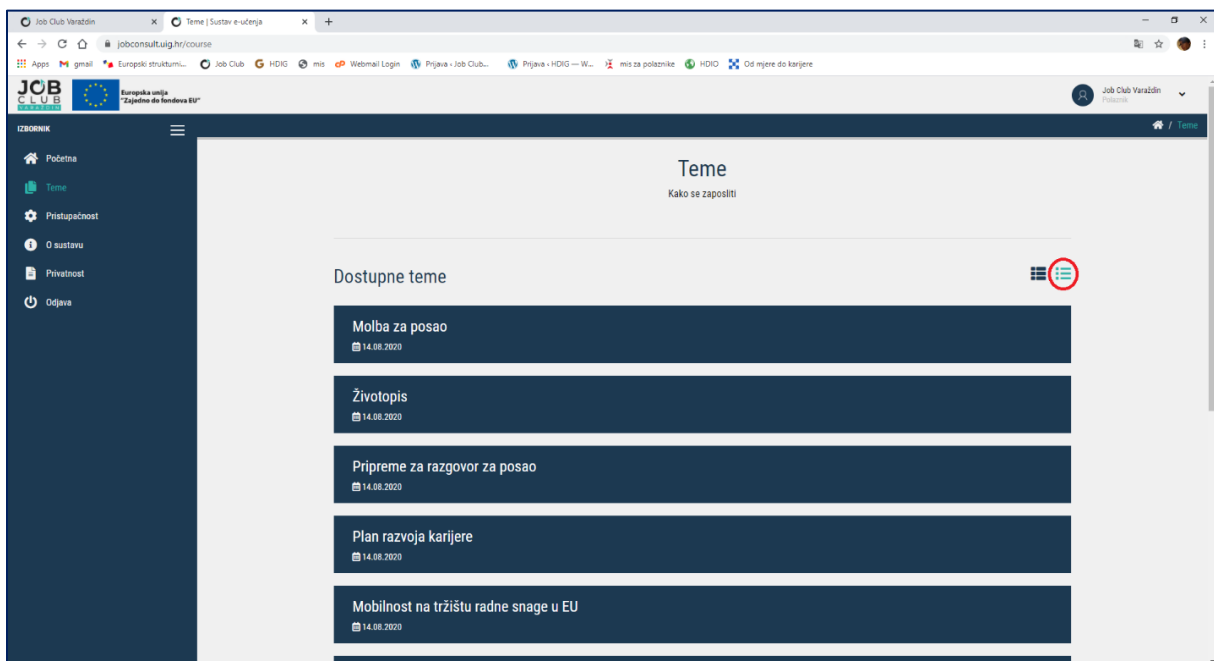 Job Club Varaždin
Teme | Sustav e-učenja
jobconsult.uig.hr/course
Apps gmail Europski strukturni... Job Club HDIG mis Webmail Login Prijava ‹ Job Club... Prijava ‹ HDIG — W... mis za polaznike HDIO Od mjere do karijere
JOB
CLUB
VARAŽDIN
Europska unija
"Zajedno do fondova EU"
Job Club Varaždin
Polaznik
IZBORNIK
/ Teme
Početna
Teme
Pristupačnost
O sustavu
Privatnost
Odjava
Teme
Kako se zaposliti
Dostupne teme
Molba za posao
14.08.2020
Životopis
14.08.2020
Pripreme za razgovor za posao
14.08.2020
Plan razvoja karijere
14.08.2020
Mobilnost na tržištu radne snage u EU
14.08.2020